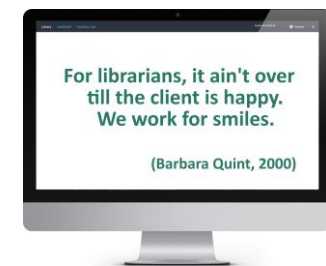 For librarians, it ain't over
till the client is happy.
We work for smiles.
(Barbara Quint, 2000)